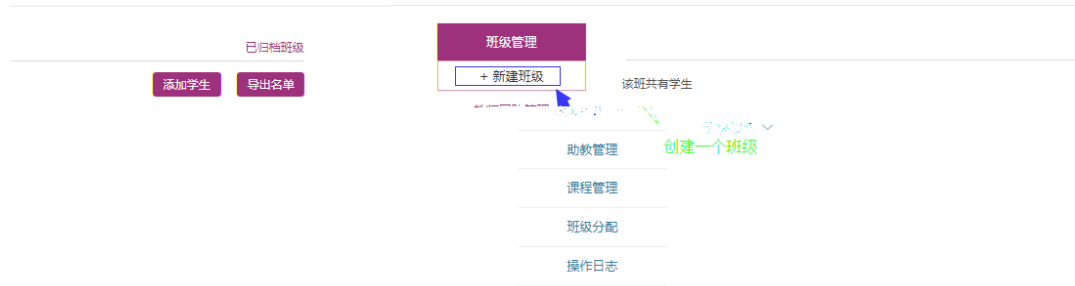 班级管理
已归档班级
+ 新建班级
添加学生 导出名单
该班共有学生
创建一个班级
助教管理
课程管理
班级分配
操作日志